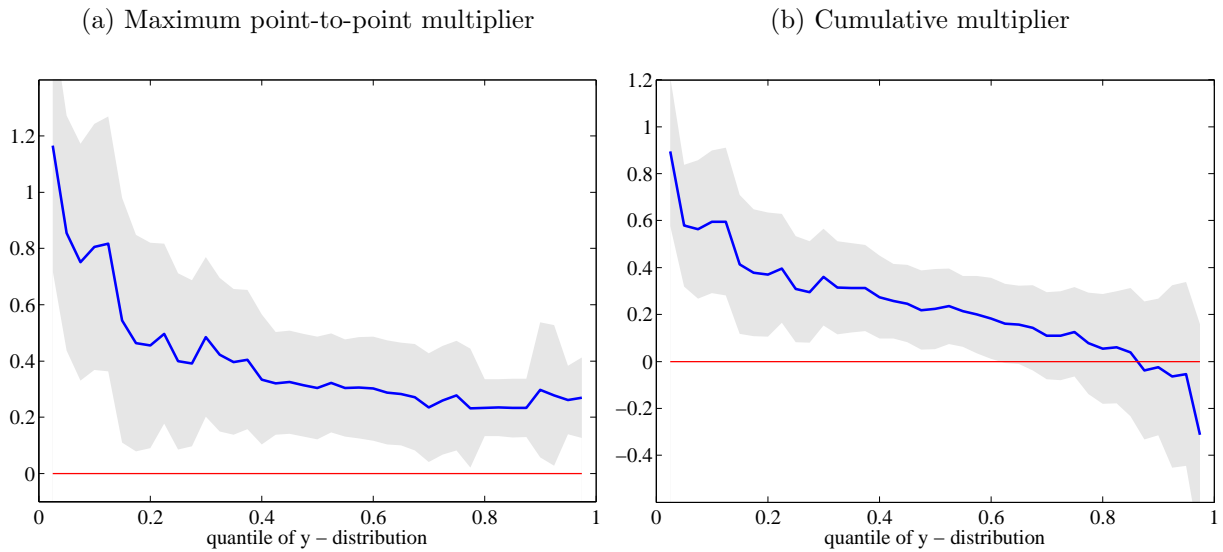 (a) Maximum point-to-point multiplier
1.2
1
0.8
0.6
0.4
0.2
0
0 0.2 0.4 0.6 0.8 1
quantile of y − distribution
(b) Cumulative multiplier
1.2
1
0.8
0.6
0.4
0.2
0
−0.2
−0.4
0 0.2 0.4 0.6 0.8 1
quantile of y − distribution